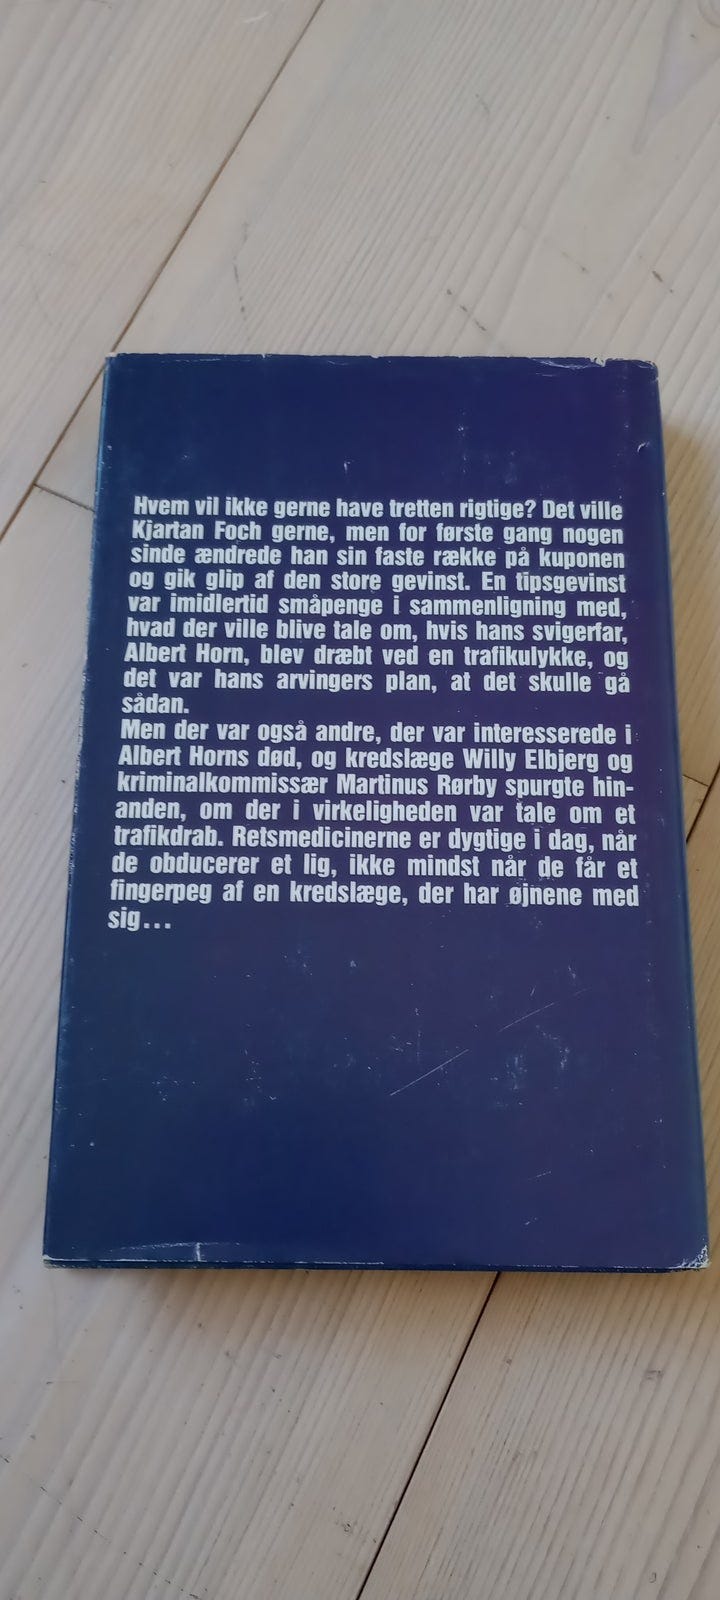 Hvem vil ikke gerne have tretten rigtige? Det ville
Kjartan Foch gerne, men for første gang nogen
sinde ændrede han sin faste række på kuponen
og gik glip af den store gevinst. En tipsgevinst
var imidlertid småpenge i sammenligning med,
hvad der ville blive tale om, hvis hans svigerfar,
Albert Horn, blev dræbt ved en trafikulykke, og
det var hans arvingers plan, at det skulle gå
sådan.
Men der var også andre, der var interesserede i
Albert Horns død, og kredslæge Willy Elbjerg og
kriminalkommissær Martinus Rørby spurgte hin-
anden, om der i virkeligheden var tale om et
trafikdrab. Retsmedicinerne er dygtige i dag, når
de obducerer et lig, ikke mindst når de får et
fingerpeg af en kredslæge, der har øjnene med
sig...